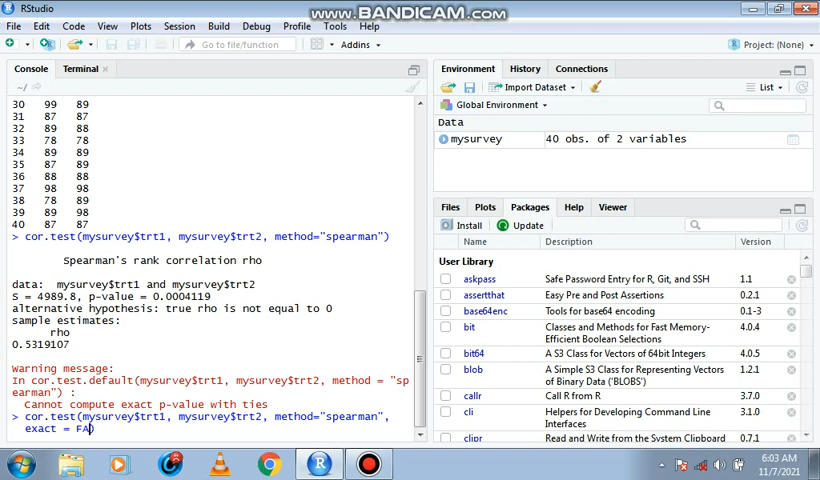 www.BANDICAM.com
RStudio
File Edit Code View Plots Session Build Debug Profile Tools Help
Go to file/function Addins Project: (None)
Console Terminal
~/
30 99 89
31 87 87
32 89 88
33 78 78
34 89 89
35 87 89
36 88 88
37 98 98
38 78 89
39 89 98
40 87 87
> cor.test(mysurvey$trt1, mysurvey$trt2, method="spearman")
Spearman's rank correlation rho
data: mysurvey$trt1 and mysurvey$trt2
S = 4989.8, p-value = 0.0004119
alternative hypothesis: true rho is not equal to 0
sample estimates:
rho
0.5319107
Warning message:
In cor.test.default(mysurvey$trt1, mysurvey$trt2, method = "sp
earman") :
Cannot compute exact p-value with ties
> cor.test(mysurvey$trt1, mysurvey$trt2, method="spearman",
exact = FA)
Environment History Connections
Import Dataset List
Global Environment
Data
mysurvey 40 obs. of 2 variables
Files Plots Packages Help Viewer
Install Update
Name Description Version
User Library
askpass Safe Password Entry for R, Git, and SSH 1.1
assertthat Easy Pre and Post Assertions 0.2.1
base64enc Tools for base64 encoding 0.1-3
bit Classes and Methods for Fast Memory- 4.0.4
Efficient Boolean Selections
bit64 A S3 Class for Vectors of 64bit Integers 4.0.5
blob A Simple S3 Class for Representing Vectors 1.2.1
of Binary Data ('BLOBS')
callr Call R from R 3.7.0
cli Helpers for Developing Command Line 3.1.0
Interfaces
clipr Read and Write from the System Clipboard 0.7.1
6:03 AM
11/7/2021